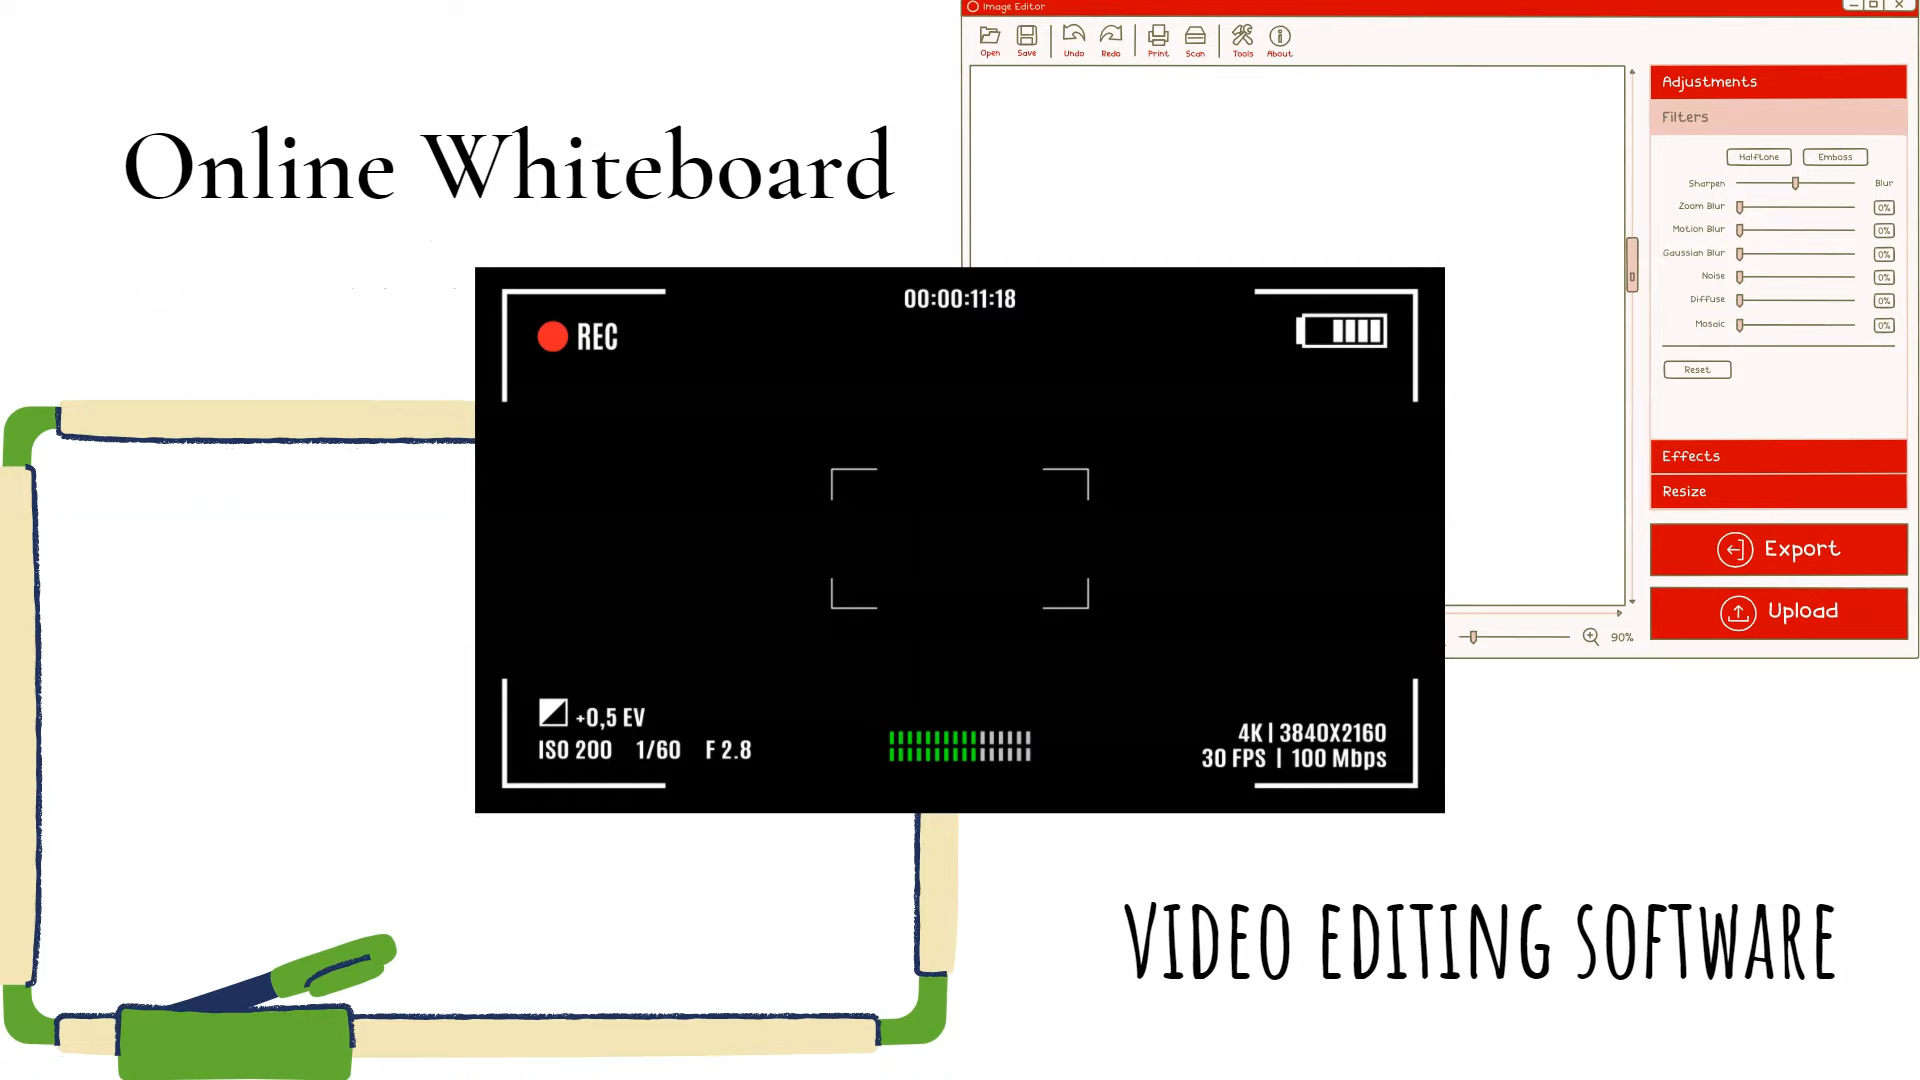 Image Editor
Open Save Undo Redo Print Scan Tools About
Adjustments
Filters
Halftone Emboss
Sharpen Blur
Zoom Blur 0%
Motion Blur 0%
Gaussian Blur 0%
Noise 0%
Diffuse 0%
Mosaic 0%
Reset
Effects
Resize
Export
Upload
90%
Online Whiteboard
00:00:11:18
REC
+0,5 EV
ISO 200 1/60 F 2.8
4K | 3840X2160
30 FPS | 100 Mbps
VIDEO EDITING SOFTWARE